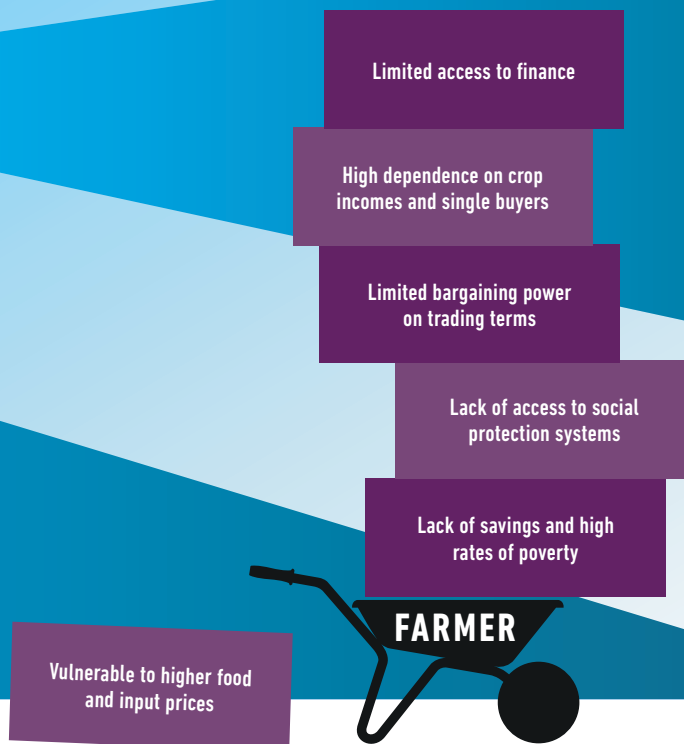 Limited access to finance
High dependence on crop
incomes and single buyers
Limited bargaining power
on trading terms
Lack of access to social
protection systems
Lack of savings and high
rates of poverty
FARMER
Vulnerable to higher food
and input prices